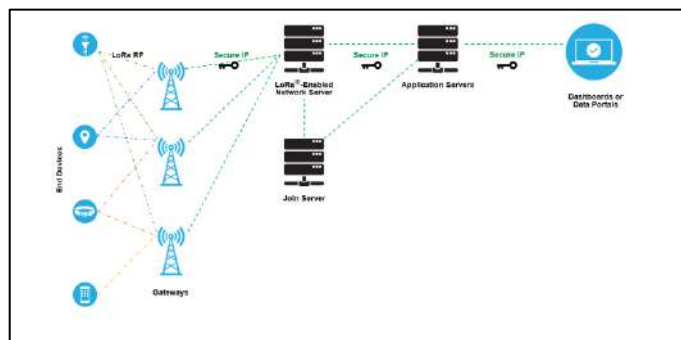 LoRa RF
Secure IP
Secure IP
Secure IP
LoRa®-Enabled
Network Server
Application Servers
Dashboards or
Data Portals
End Devices
Join Server
Gateways